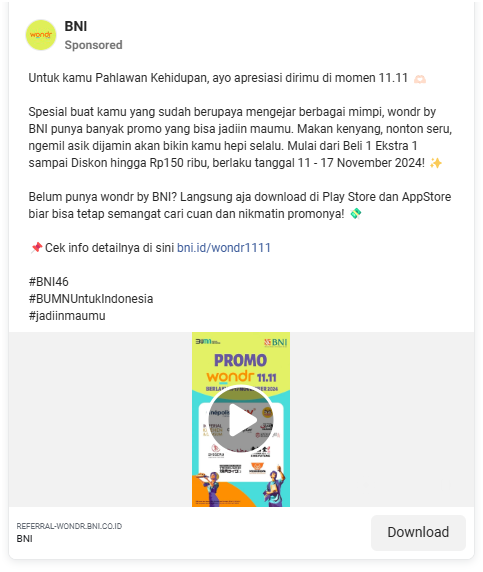 wondr
BNI
Sponsored
Untuk kamu Pahlawan Kehidupan, ayo apresiasi dirimu di momen 11.11 🫶🏻
Spesial buat kamu yang sudah berupaya mengejar berbagai mimpi, wondr by
BNI punya banyak promo yang bisa jadiin maumu. Makan kenyang, nonton seru,
ngemil asik dijamin akan bikin kamu hepi selalu. Mulai dari Beli 1 Ekstra 1
sampai Diskon hingga Rp150 ribu, berlaku tanggal 11 - 17 November 2024! ✨
Belum punya wondr by BNI? Langsung aja download di Play Store dan AppStore
biar bisa tetap semangat cari cuan dan nikmatin promonya! 💸
📌Cek info detailnya di sini bni.id/wondr1111
#BNI46
#BUMNUntukIndonesia
#jadiinmaumu
BNI
PROMO
wondr 11.11
REFERRAL-WONDR.BNI.CO.ID
BNI
Download